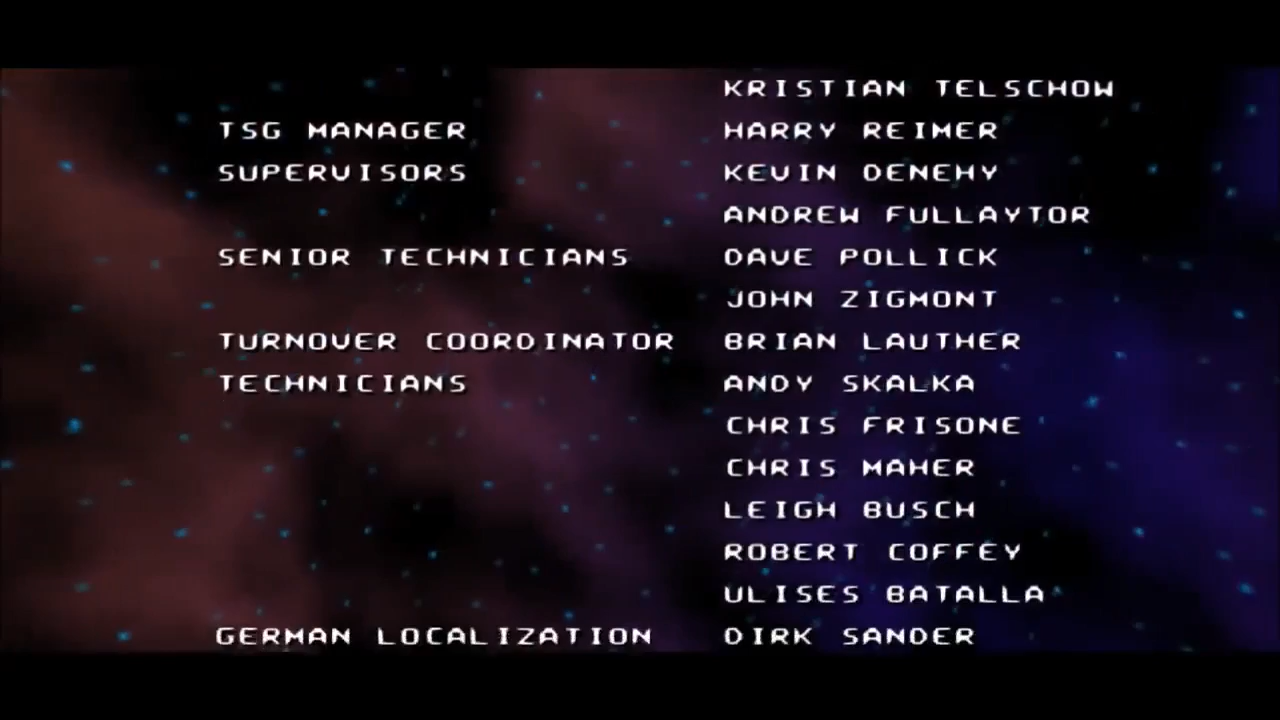 KRISTIAN TELSCHOW
TSG MANAGER HARRY REIMER
SUPERVISORS KEVIN DENEHY
ANDREW FULLAYTOR
SENIOR TECHNICIANS DAVE POLLICK
JOHN ZIGMONT
TURNOVER COORDINATOR BRIAN LAUTHER
TECHNICIANS ANDY SKALKA
CHRIS FRISONE
CHRIS MAHER
LEIGH BUSCH
ROBERT COFFEY
ULISES BATALLA
GERMAN LOCALIZATION DIRK SANDER